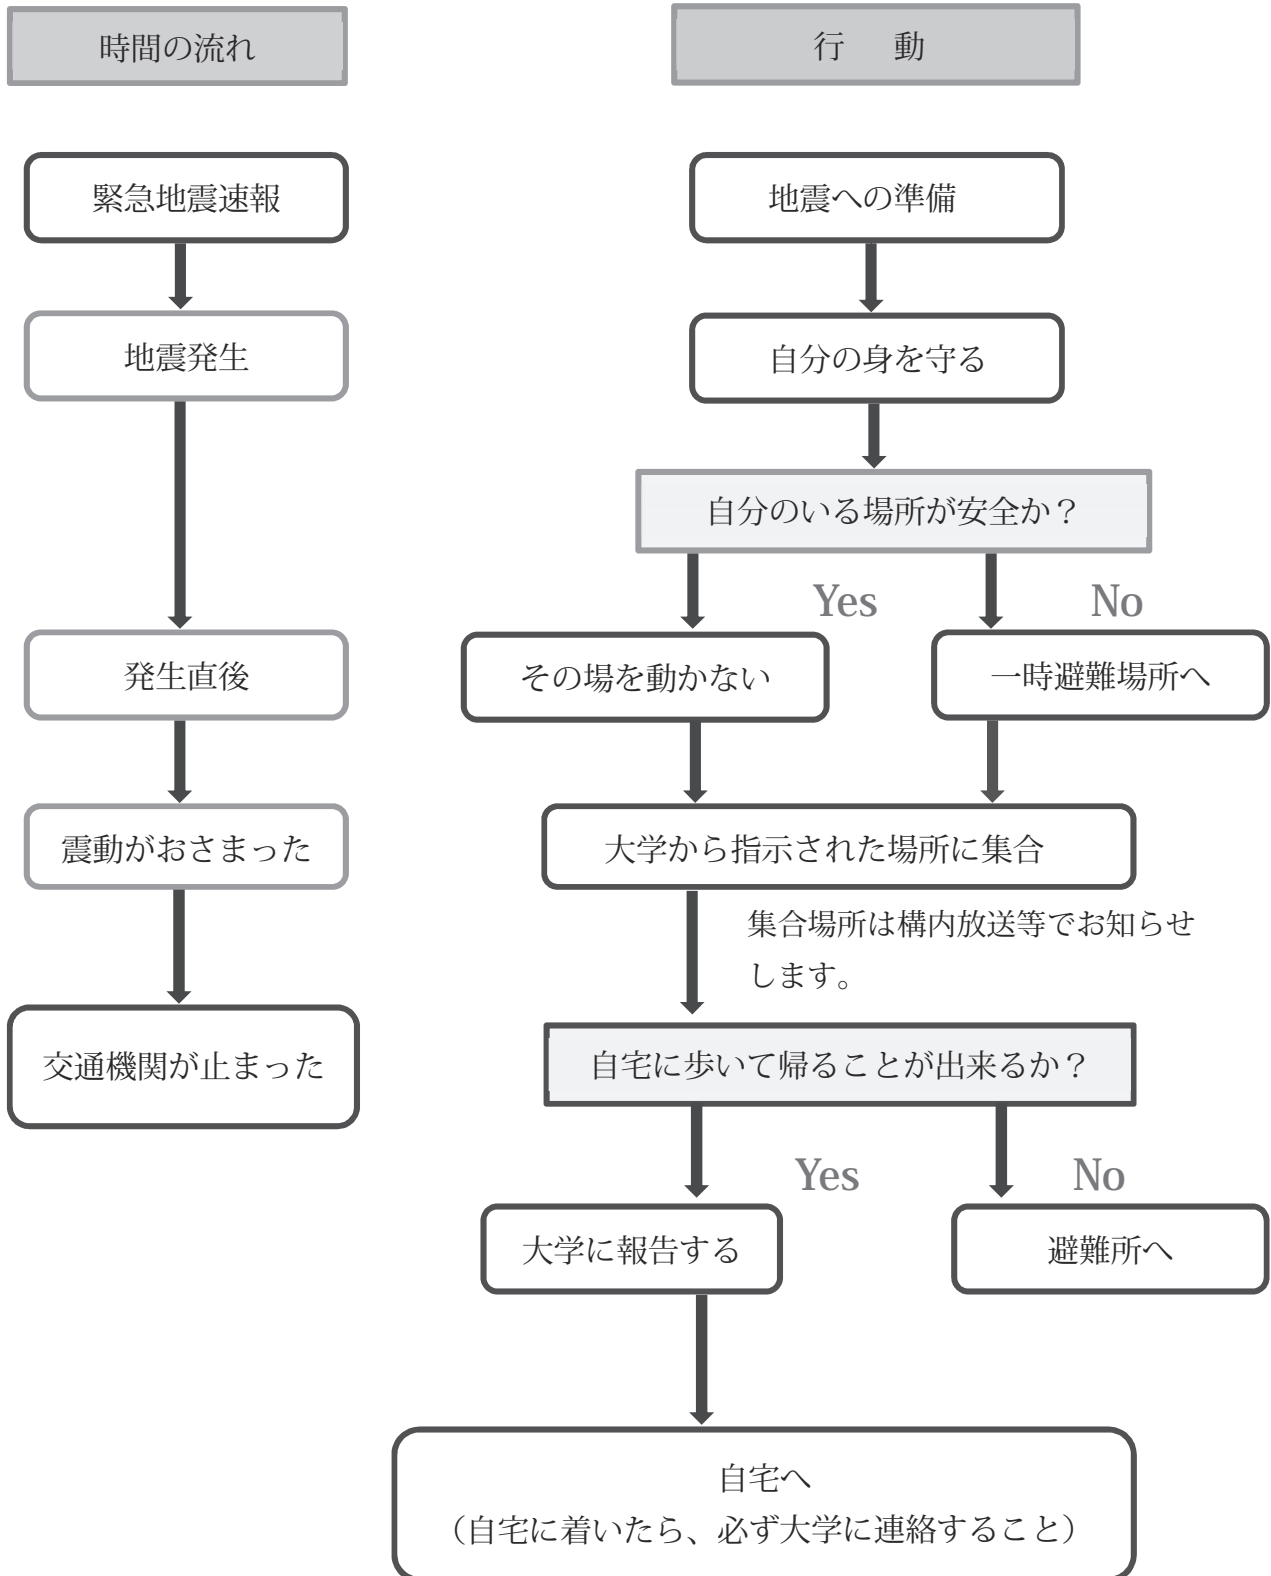 時間の流れ
行　動
緊急地震速報
地震への準備
地震発生
自分の身を守る
自分のいる場所が安全か？
Yes
No
発生直後
その場を動かない
一時避難場所へ
震動がおさまった
大学から指示された場所に集合
集合場所は構内放送等でお知らせ
します。
交通機関が止まった
自宅に歩いて帰ることが出来るか？
Yes
No
大学に報告する
避難所へ
自宅へ
（自宅に着いたら、必ず大学に連絡すること）